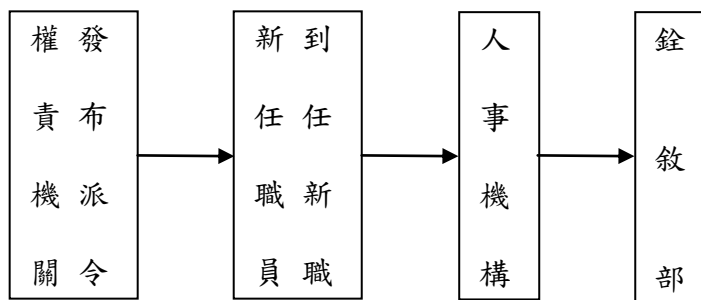 權責機關
發布派令
新任職員
到任新職
人事機構
銓敘部